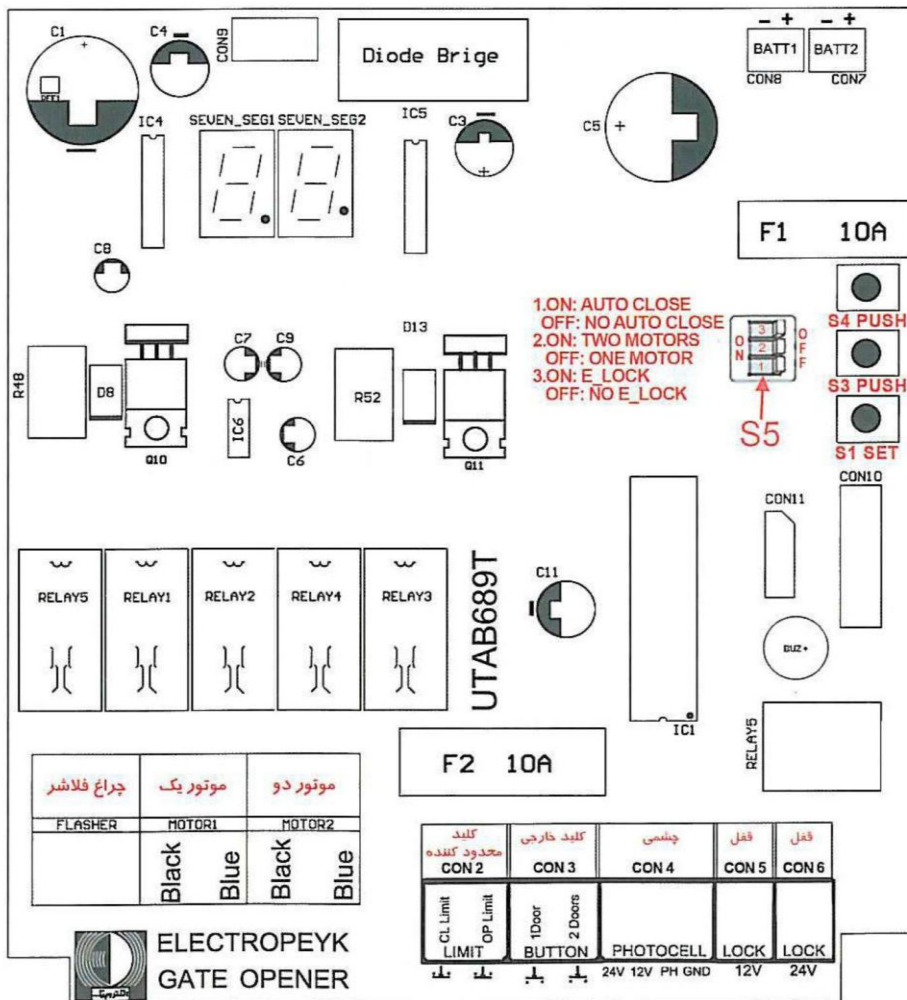 C1
+
C4
CON9
Diode Brige
- +
- +
BATT1
BATT2
CON8
CON7
IC4
SEVEN_SEG1 SEVEN_SEG2
IC5
C3
+
C5
+
F1 10A
C8
S4 PUSH
1.ON: AUTO CLOSE
OFF: NO AUTO CLOSE
2.ON: TWO MOTORS
OFF: ONE MOTOR
3.ON: E_LOCK
OFF: NO E_LOCK
ON
3
2
1
OFF
S5
S3 PUSH
S1 SET
R48
D8
Q10
C7
C9
IC6
C6
R52
D13
Q11
CON11
CON10
RELAY5
RELAY1
RELAY2
RELAY4
RELAY3
UTAB689T
C11
BUZ+
IC1
RELAY5
F2 10A
چراغ فلاشر
موتور یک
موتور دو
FLASHER
MOTOR1
MOTOR2
Black
Blue
Black
Blue
کلید محدود کننده
کلید خارجی
چشمی
قفل
قفل
CON 2
CON 3
CON 4
CON 5
CON 6
CL Limit
OP Limit
1Door
2 Doors
LIMIT
BUTTON
PHOTOCELL
LOCK
LOCK
24V 12V PH GND
12V
24V
ELECTROPEYK
GATE OPENER